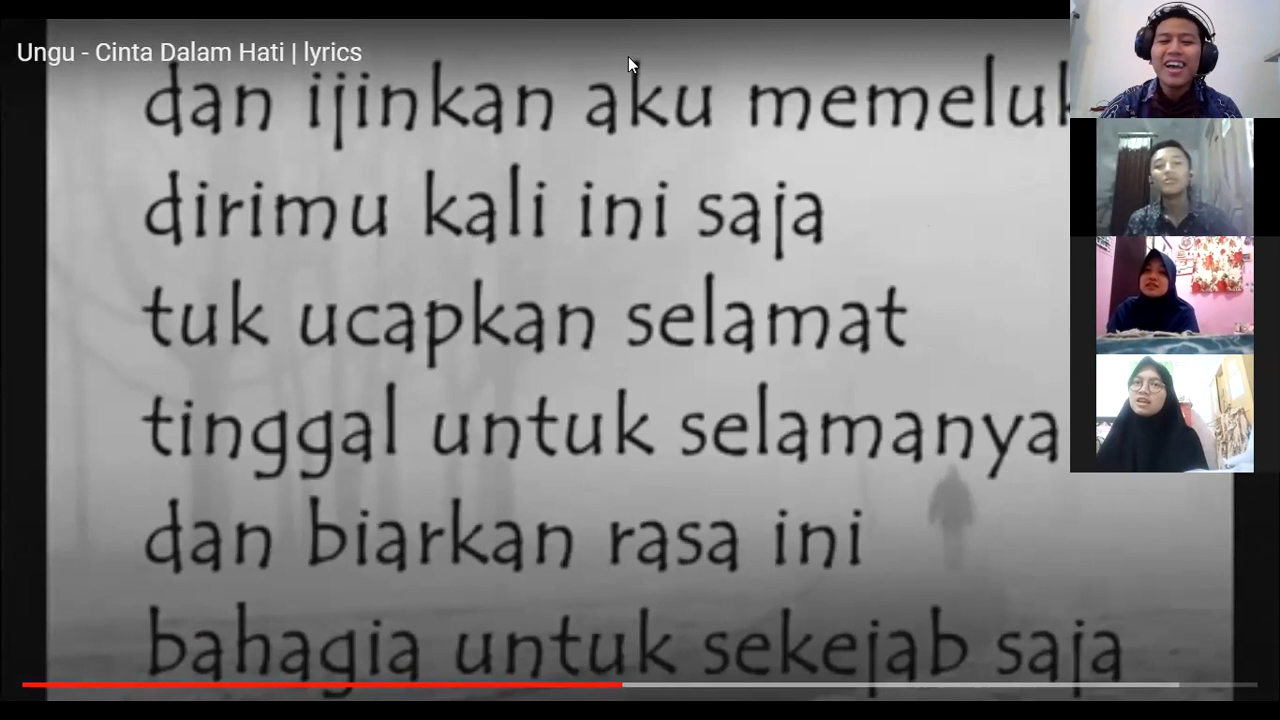 Ungu - Cinta Dalam Hati | lyrics
dan ijinkan aku memeluk
dirimu kali ini saja
tuk ucapkan selamat
tinggal untuk selamanya
dan biarkan rasa ini
bahagia untuk sekejab saja